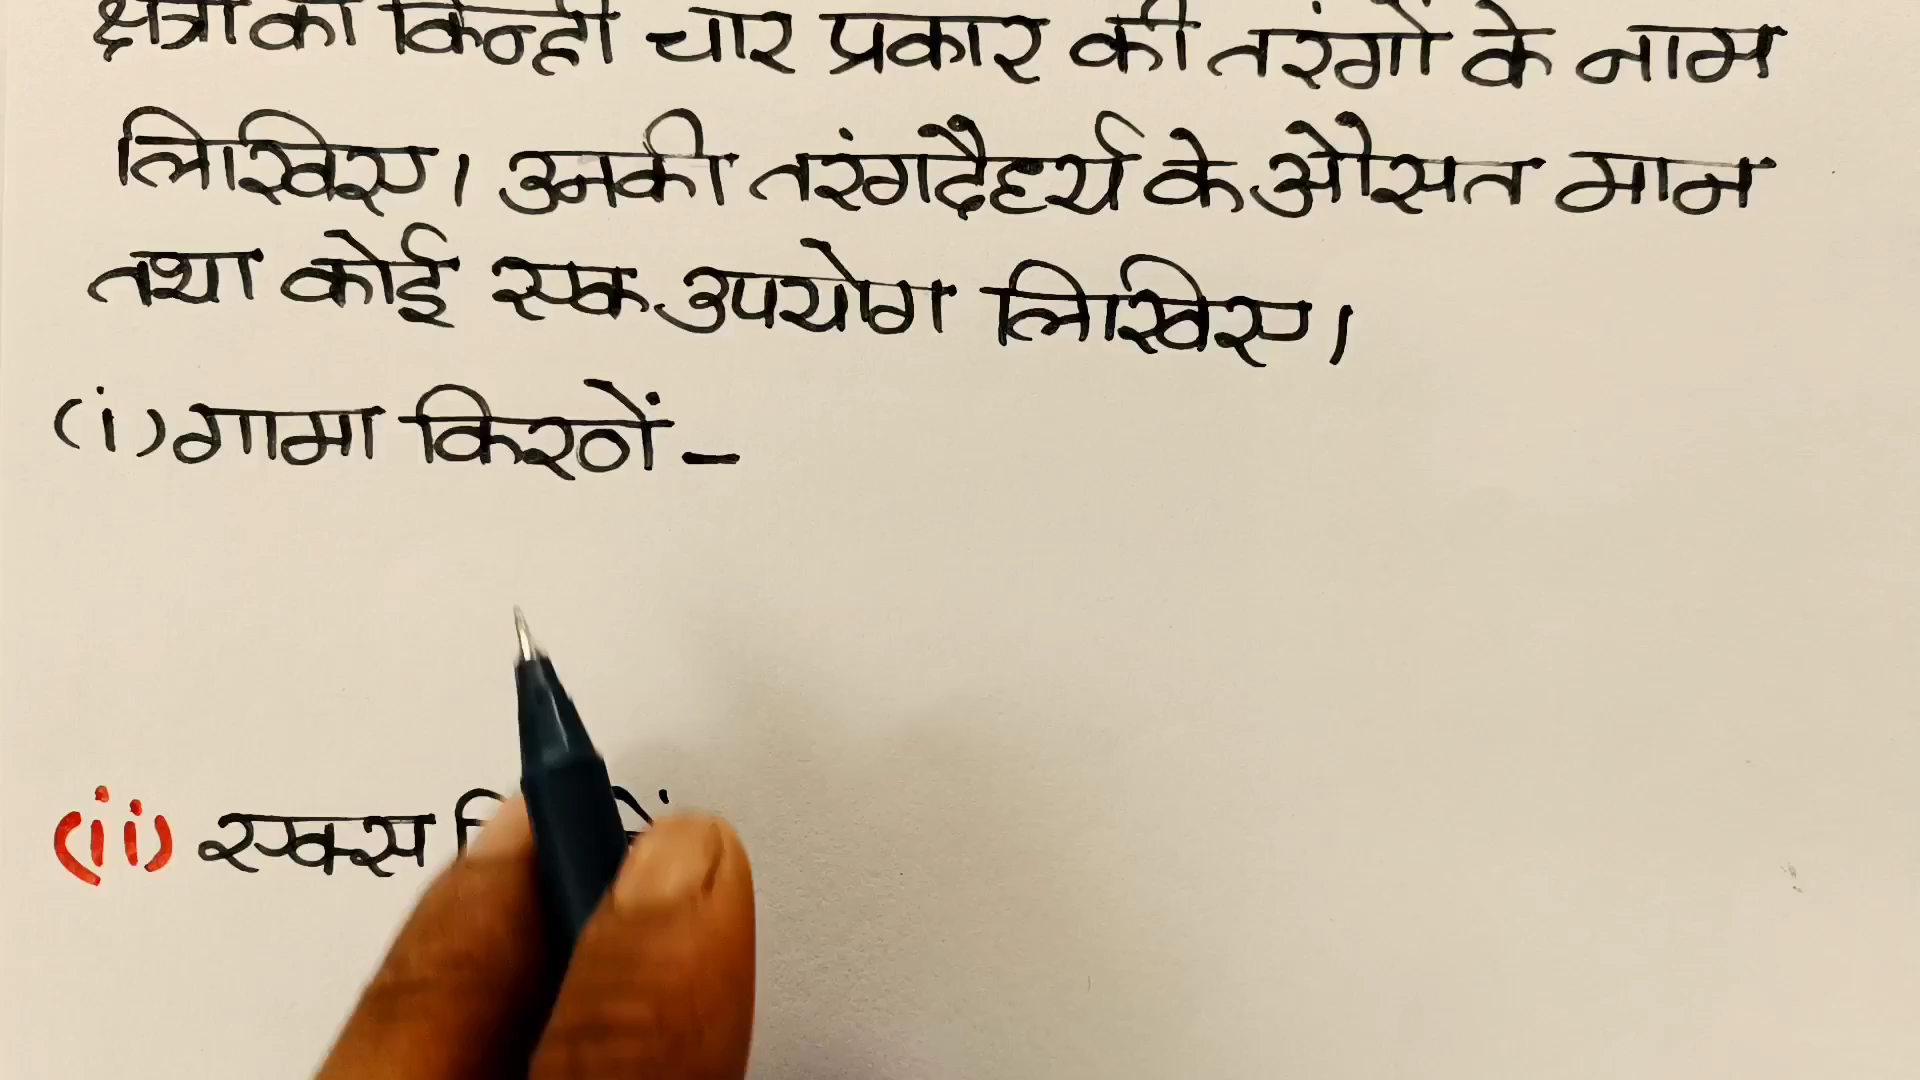 क्षेत्रों की किन्हीं चार प्रकार की तरंगों के नाम
लिखिए। उनकी तरंगदैर्ध्य के औसत मान
तथा कोई एक उपयोग लिखिए।
(i) गामा किरणें -
(ii) एक्स